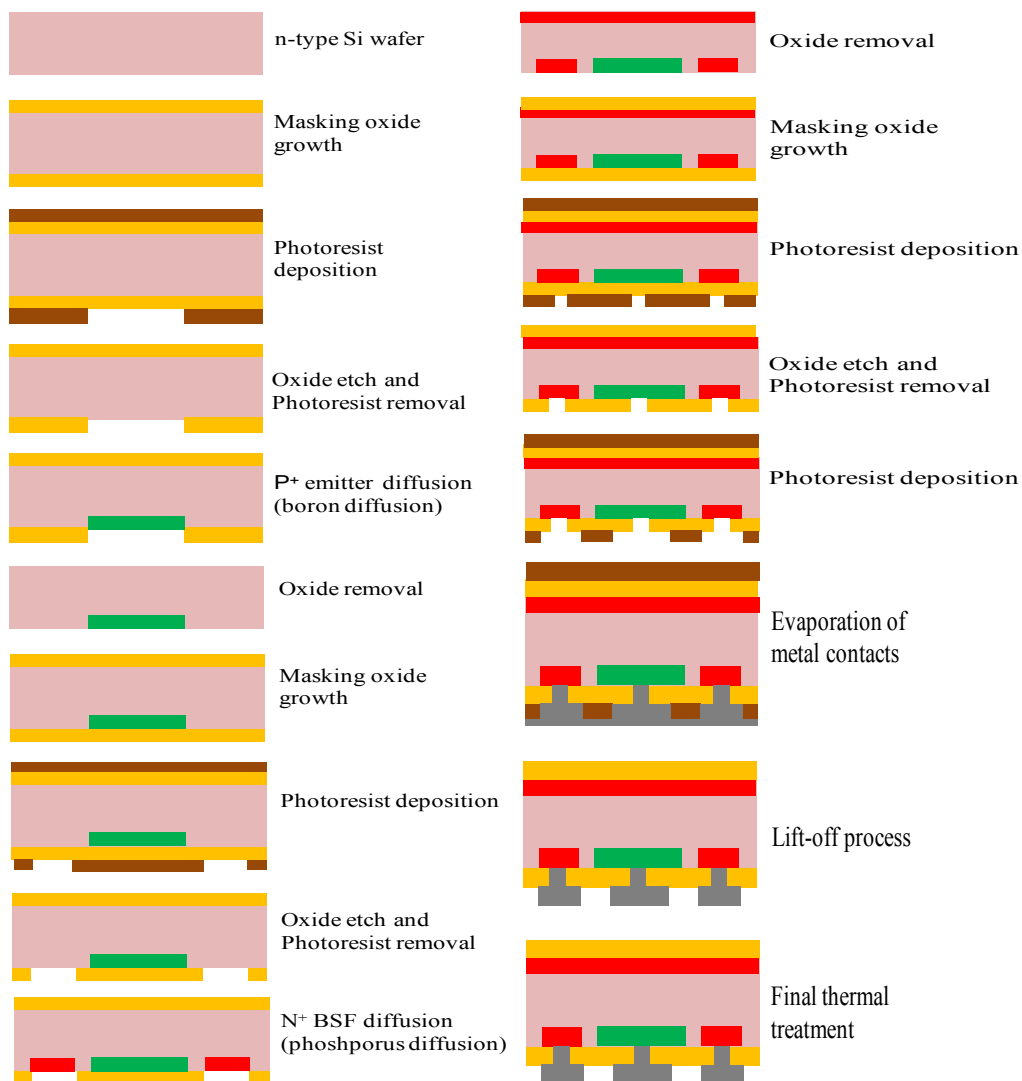 n-type Si wafer
Masking oxide
growth
Photoresist
deposition
Oxide etch and
Photoresist removal
P+ emitter diffusion
(boron diffusion)
Oxide removal
Masking oxide
growth
Photoresist deposition
Oxide etch and
Photoresist removal
N+ BSF diffusion
(phoshporus diffusion)
Oxide removal
Masking oxide
growth
Photoresist deposition
Oxide etch and
Photoresist removal
Photoresist deposition
Evaporation of
metal contacts
Lift-off process
Final thermal
treatment